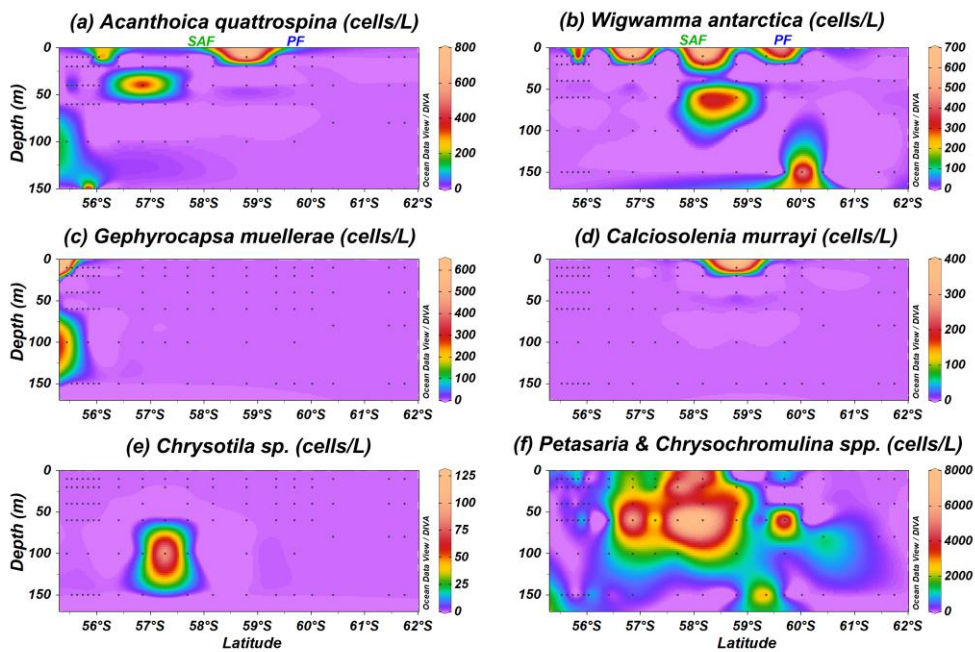 (a) Acanthoica quattrospina (cells/L)
SAF PF
Depth (m)
0
50
100
150
56°S 57°S 58°S 59°S 60°S 61°S 62°S
800
600
400
300
200
100
0
Ocean Data View / DIVA
(b) Wigwamma antarctica (cells/L)
SAF PF
0
50
100
150
56°S 57°S 58°S 59°S 60°S 61°S 62°S
700
600
500
400
300
200
100
0
Ocean Data View / DIVA
(c) Gephyrocapsa muellerae (cells/L)
Depth (m)
0
50
100
150
56°S 57°S 58°S 59°S 60°S 61°S 62°S
600
500
400
300
200
100
0
Ocean Data View / DIVA
(d) Calciosolenia murrayi (cells/L)
0
50
100
150
56°S 57°S 58°S 59°S 60°S 61°S 62°S
400
300
200
100
0
Ocean Data View / DIVA
(e) Chrysotila sp. (cells/L)
Depth (m)
0
50
100
150
56°S 57°S 58°S 59°S 60°S 61°S 62°S
Latitude
125
100
75
50
25
0
Ocean Data View / DIVA
(f) Petasaria & Chrysochromulina spp. (cells/L)
0
50
100
150
56°S 57°S 58°S 59°S 60°S 61°S 62°S
Latitude
8000
6000
4000
3000
2000
1000
0
Ocean Data View / DIVA